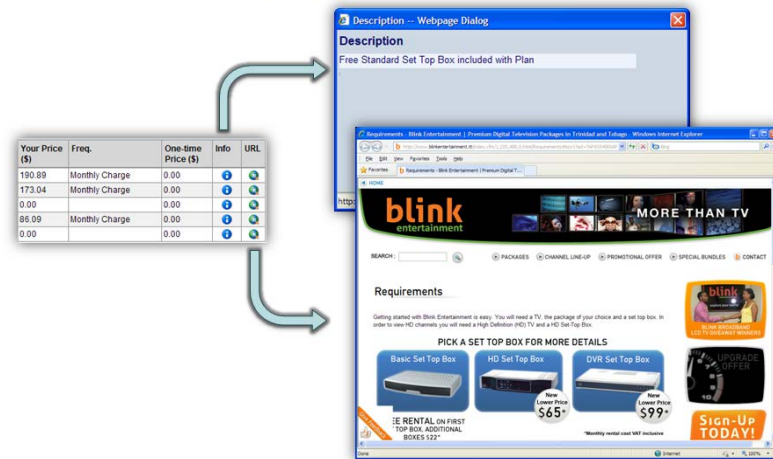 Description -- Webpage Dialog
Description
Free Standard Set Top Box included with Plan
Your Price ($) Freq. One-time Price ($) Info URL
190.89 Monthly Charge 0.00
173.04 Monthly Charge 0.00
0.00 0.00
86.09 Monthly Charge 0.00
0.00 0.00
http:
Requirements - Blink Entertainment | Premium Digital Television Packages in Trinidad and Tobago - Windows Internet Explorer
File Edit View Favorites Tools Help
Favorites Requirements - Blink Entertainment | Premium Digital T...
HOME
blink
entertainment
MORE THAN TV
SEARCH :
PACKAGES CHANNEL LINE-UP PROMOTIONAL OFFER SPECIAL BUNDLES CONTACT
Requirements
Getting started with Blink Entertainment is easy. You will need a TV, the package of your choice and a set top box. In
order to view HD channels you will need a High Definition (HD) TV and a HD Set-Top Box.
PICK A SET TOP BOX FOR MORE DETAILS
Basic Set Top Box HD Set Top Box DVR Set Top Box
New
Lower Price
$65*
New
Lower Price
$99*
EE RENTAL ON FIRST
TOP BOX. ADDITIONAL
BOXES $22*
*Monthly rental cost VAT inclusive
blink
BLINK BROADBAND
LCD TV GIVEAWAY WINNERS
UPGRADE
OFFER
SIGN-UP
TODAY!
Done Internet 100%